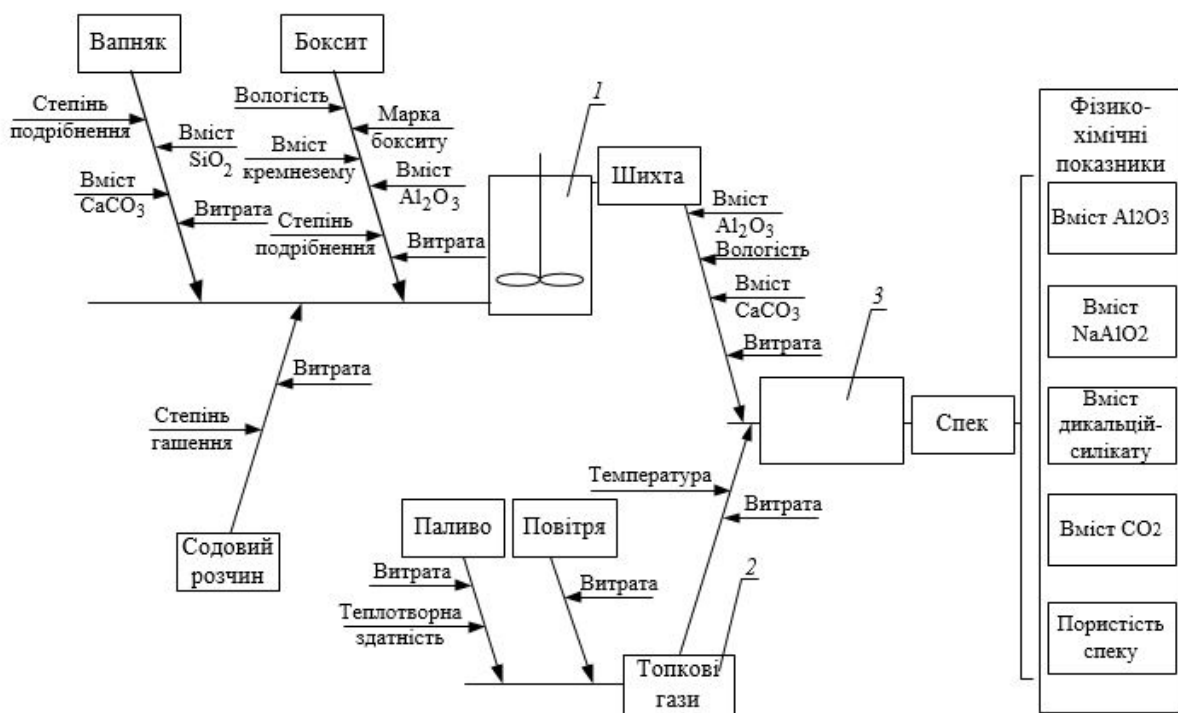 Вапняк
Степінь
подрібнення
Вміст
SiO2
Вміст
CaCO3
Витрата
Боксит
Вологість
Марка
бокситу
Вміст
кремнезему
Вміст
Al2O3
Степінь
подрібнення
Витрата
1
Шихта
Вміст
Al2O3
Вологість
Вміст
CaCO3
Витрата
Витрата
Степінь
гашення
Содовий
розчин
3
Спек
Температура
Витрата
Паливо
Повітря
Витрата
Теплотворна
здатність
Витрата
2
Топкові
гази
Фізико-
хімічні
показники
Вміст Al2O3
Вміст
NaAlO2
Вміст
дикальцій-
силікату
Вміст CO2
Пористість
спеку